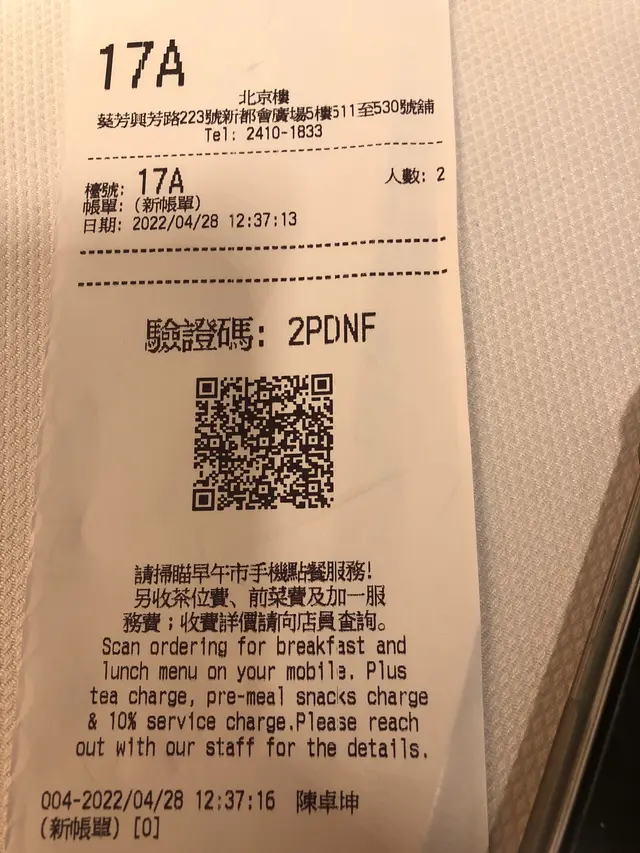 17A
北京樓
葵芳興芳路223號新都會廣場5樓511至530號舖
Tel: 2410-1833
檯號: 17A
人數: 2
帳單: (新帳單)
日期: 2022/04/28 12:37:13
驗證碼: 2PDNF
請掃瞄早午市手機點餐服務!
另收茶位費、前菜費及加一服
務費；收費詳價請向店員查詢。
Scan ordering for breakfast and
lunch menu on your mobile. Plus
tea charge, pre-meal snacks charge
& 10% service charge.Please reach
out with our staff for the details.
004-2022/04/28 12:37:16 陳卓坤
(新帳單) [0]